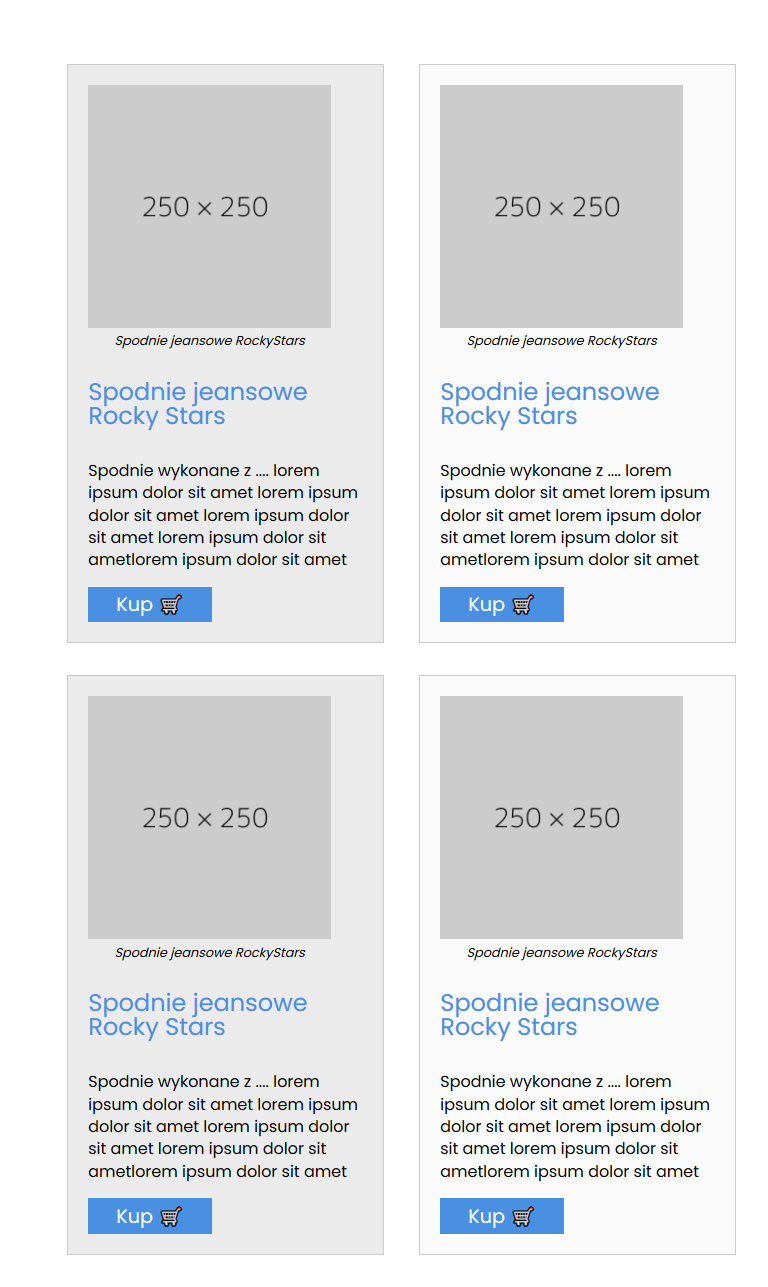 250 × 250
Spodnie jeansowe RockyStars
Spodnie jeansowe
Rocky Stars
Spodnie wykonane z .... lorem
ipsum dolor sit amet lorem ipsum
dolor sit amet lorem ipsum dolor
sit amet lorem ipsum dolor sit
ametlorem ipsum dolor sit amet
Kup
250 × 250
Spodnie jeansowe RockyStars
Spodnie jeansowe
Rocky Stars
Spodnie wykonane z .... lorem
ipsum dolor sit amet lorem ipsum
dolor sit amet lorem ipsum dolor
sit amet lorem ipsum dolor sit
ametlorem ipsum dolor sit amet
Kup
250 × 250
Spodnie jeansowe RockyStars
Spodnie jeansowe
Rocky Stars
Spodnie wykonane z .... lorem
ipsum dolor sit amet lorem ipsum
dolor sit amet lorem ipsum dolor
sit amet lorem ipsum dolor sit
ametlorem ipsum dolor sit amet
Kup
250 × 250
Spodnie jeansowe RockyStars
Spodnie jeansowe
Rocky Stars
Spodnie wykonane z .... lorem
ipsum dolor sit amet lorem ipsum
dolor sit amet lorem ipsum dolor
sit amet lorem ipsum dolor sit
ametlorem ipsum dolor sit amet
Kup